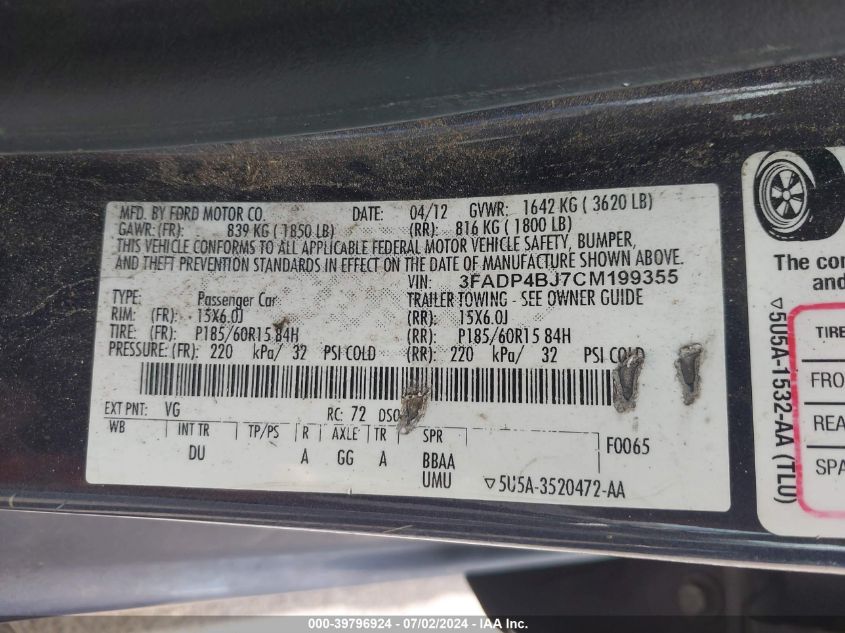 MFD. BY FORD MOTOR CO. DATE: 04/12 GVWR: 1642 KG ( 3620 LB)
GAWR: (FR): 839 KG ( 1850 LB) (RR): 816 KG ( 1800 LB)
THIS VEHICLE CONFORMS TO ALL APPLICABLE FEDERAL MOTOR VEHICLE SAFETY, BUMPER,
AND THEFT PREVENTION STANDARDS IN EFFECT ON THE DATE OF MANUFACTURE SHOWN ABOVE.
VIN: 3FADP4BJ7CM199355
TYPE: Passenger Car TRAILER TOWING - SEE OWNER GUIDE
RIM: (FR): 15X6.0J (RR): 15X6.0J
TIRE: (FR): P185/60R15 84H (RR): P185/60R15 84H
PRESSURE: (FR): 220 kPa/ 32 PSI COLD (RR): 220 kPa/ 32 PSI COLD
EXT PNT: VG RC: 72 DSO
WB INT TR TP/PS R AXLE TR SPR F0065
DU A GG A BBAA
UMU ▽5U5A-3520472-AA
The
and
▽5U5A-1532-AA (TLU)
TIRE
000-39796924 / 07/02/2024 / © IAA Holdings, LLC.